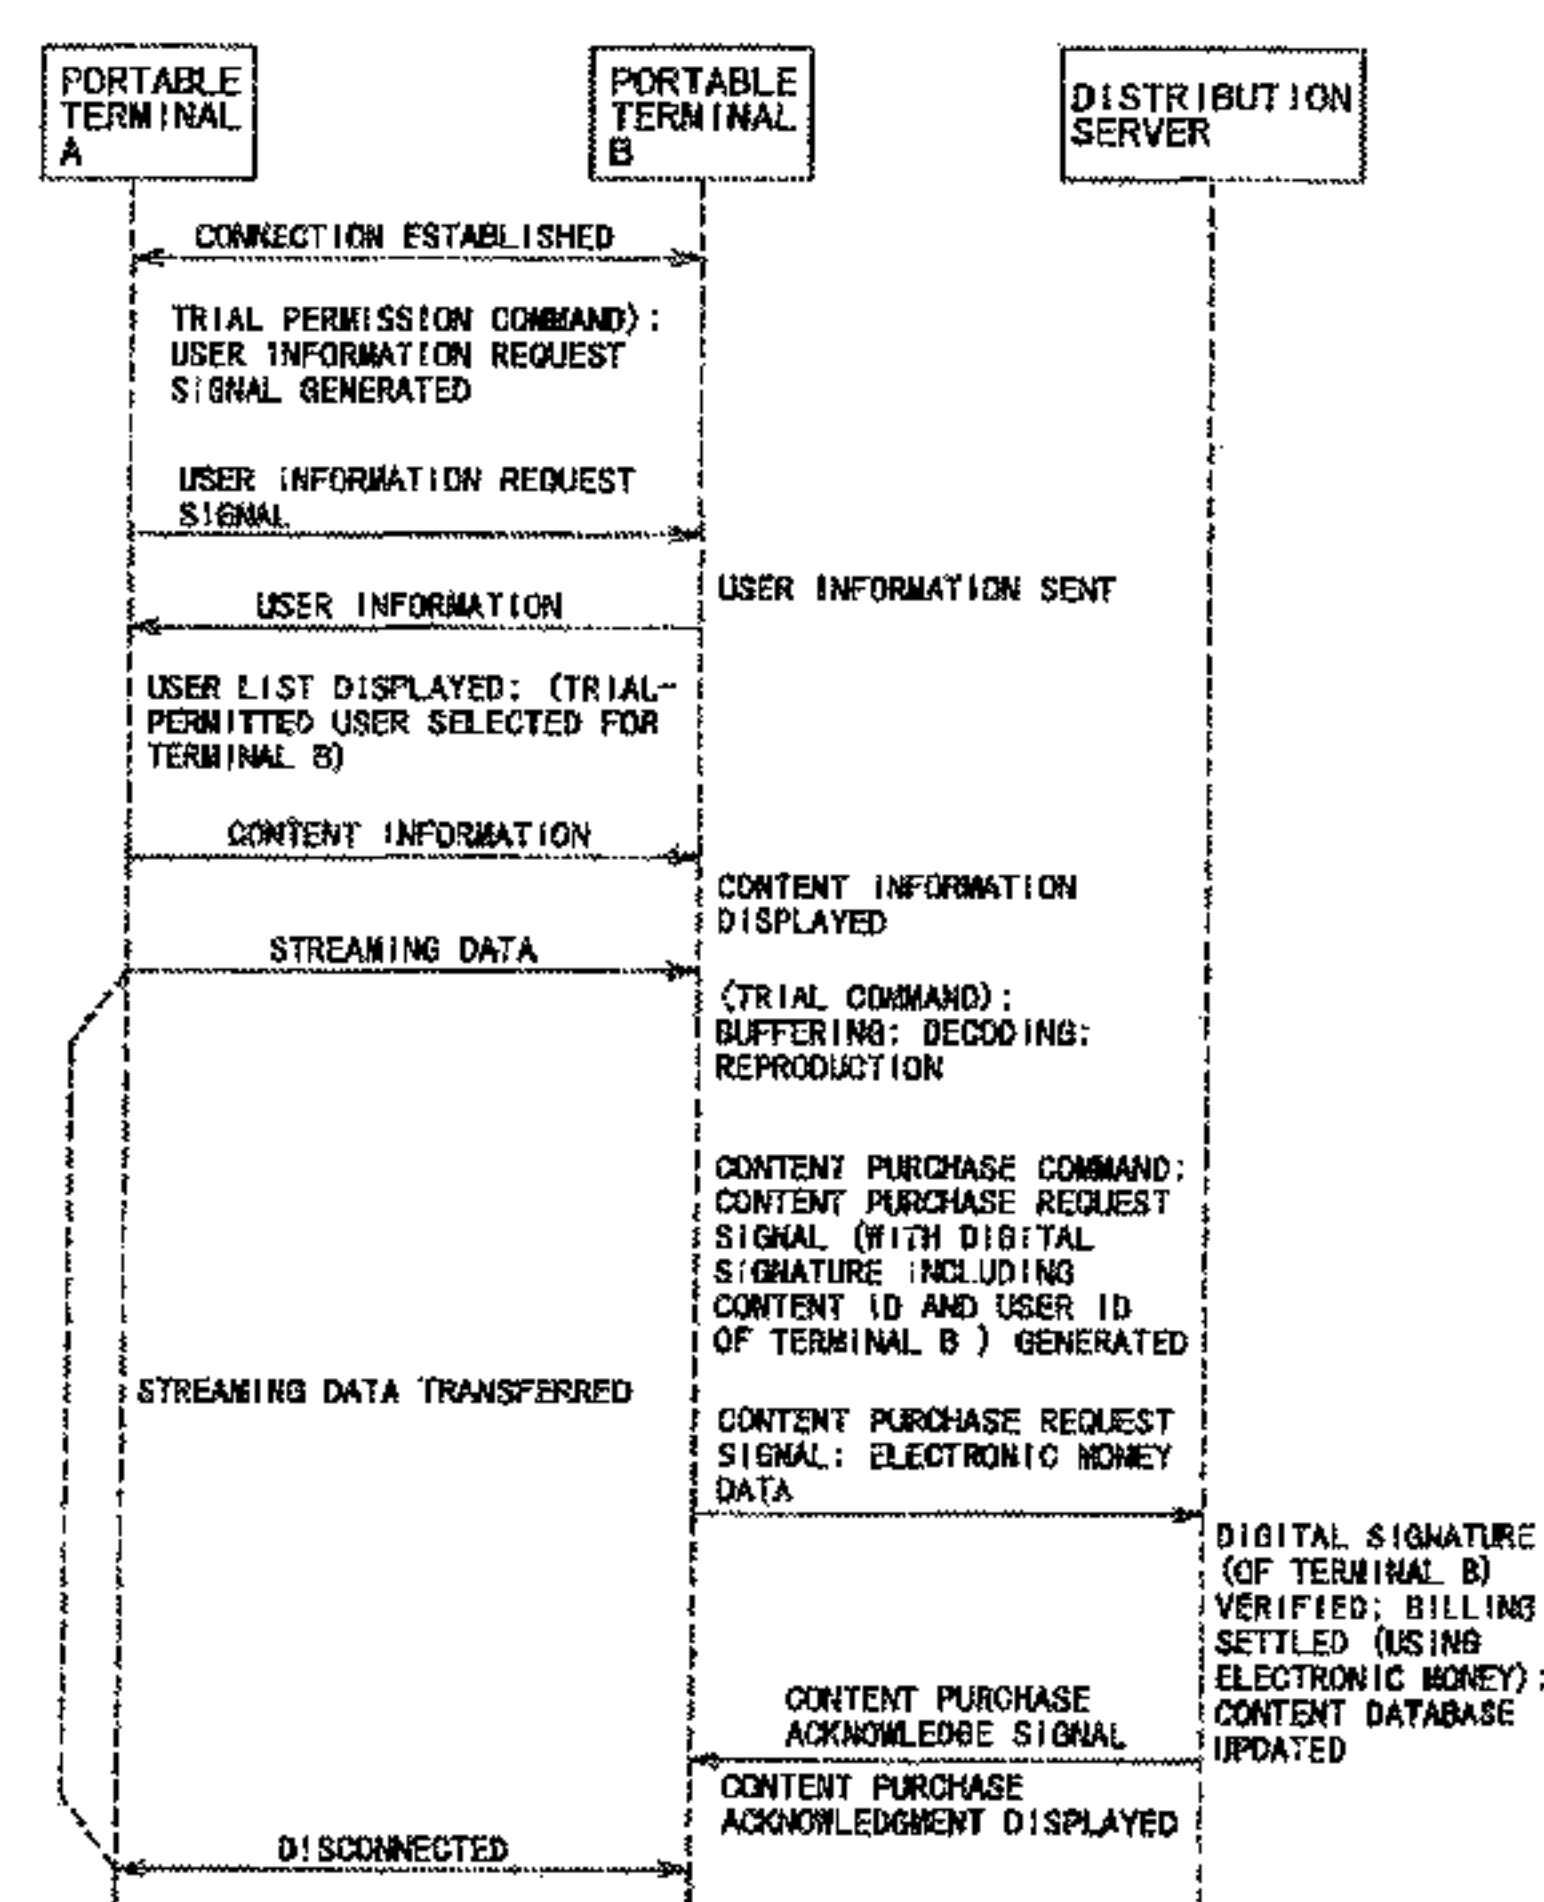 PORTABLE
TERMINAL
A
PORTABLE
TERMINAL
B
DISTRIBUTION
SERVER
CONNECTION ESTABLISHED
TRIAL PERMISSION COMMAND):
USER INFORMATION REQUEST
SIGNAL GENERATED
USER INFORMATION REQUEST
SIGNAL
USER INFORMATION SENT
USER INFORMATION
USER LIST DISPLAYED; (TRIAL-
PERMITTED USER SELECTED FOR
TERMINAL B)
CONTENT INFORMATION
CONTENT INFORMATION
DISPLAYED
STREAMING DATA
(TRIAL COMMAND):
BUFFERING; DECODING;
REPRODUCTION
CONTENT PURCHASE COMMAND;
CONTENT PURCHASE REQUEST
SIGNAL (WITH DIGITAL
SIGNATURE INCLUDING
CONTENT ID AND USER ID
OF TERMINAL B ) GENERATED
STREAMING DATA TRANSFERRED
CONTENT PURCHASE REQUEST
SIGNAL; ELECTRONIC MONEY
DATA
DIGITAL SIGNATURE
(OF TERMINAL B)
VERIFIED; BILLING
SETTLED (USING
ELECTRONIC MONEY);
CONTENT DATABASE
UPDATED
CONTENT PURCHASE
ACKNOWLEDGE SIGNAL
CONTENT PURCHASE
ACKNOWLEDGMENT DISPLAYED
DISCONNECTED